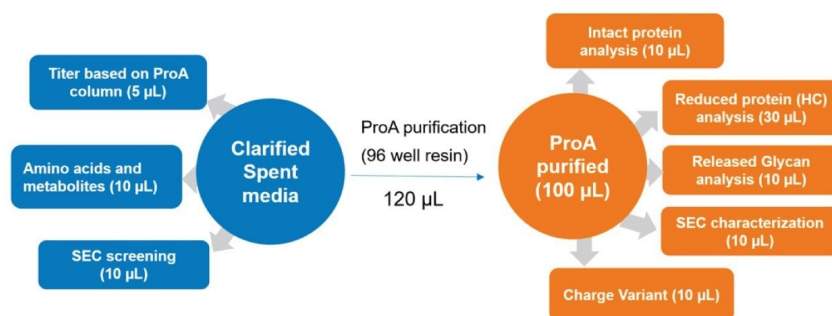 Titer based on ProA
column (5 µL)
Amino acids and
metabolites (10 µL)
SEC screening
(10 µL)
Clarified
Spent
media
ProA purification
(96 well resin)
120 µL
ProA
purified
(100 µL)
Intact protein
analysis (10 µL)
Reduced protein (HC)
analysis (30 µL)
Released Glycan
analysis (10 µL)
SEC characterization
(10 µL)
Charge Variant (10 µL)